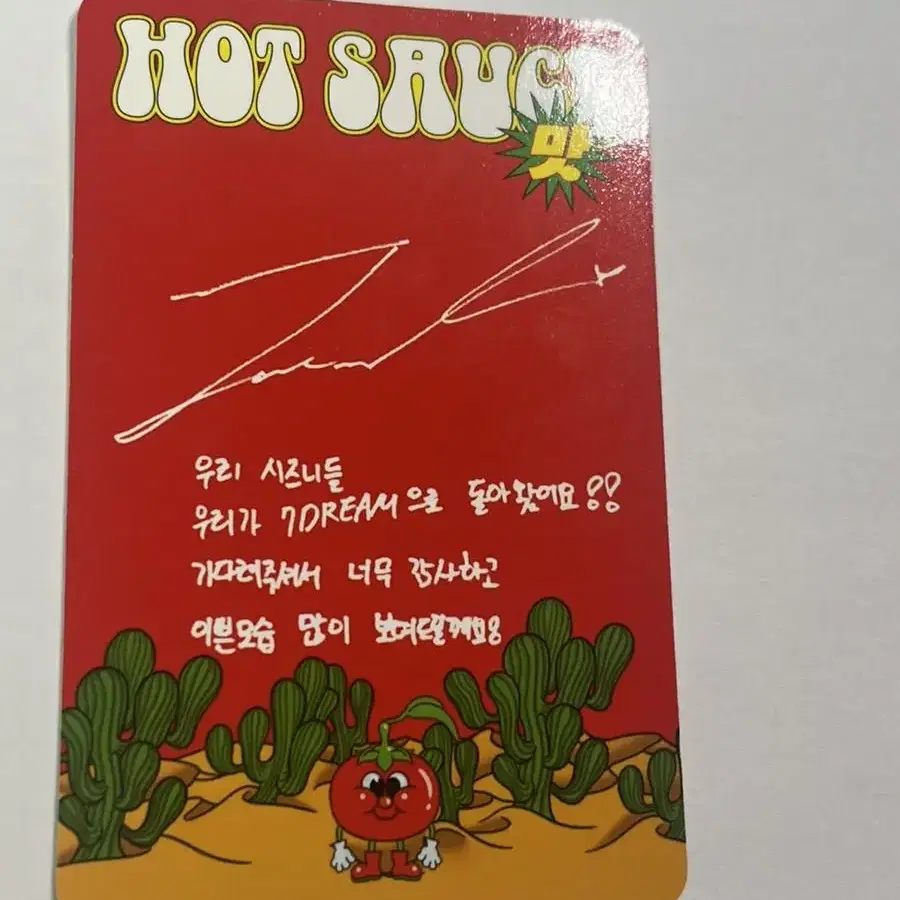 HOT SAUCE
맛
우리 시즈니들
우리가 7DREAM으로 돌아왔어요!!
기다려주셔서 너무 감사하고
이쁜모습 많이 보여드릴게요!